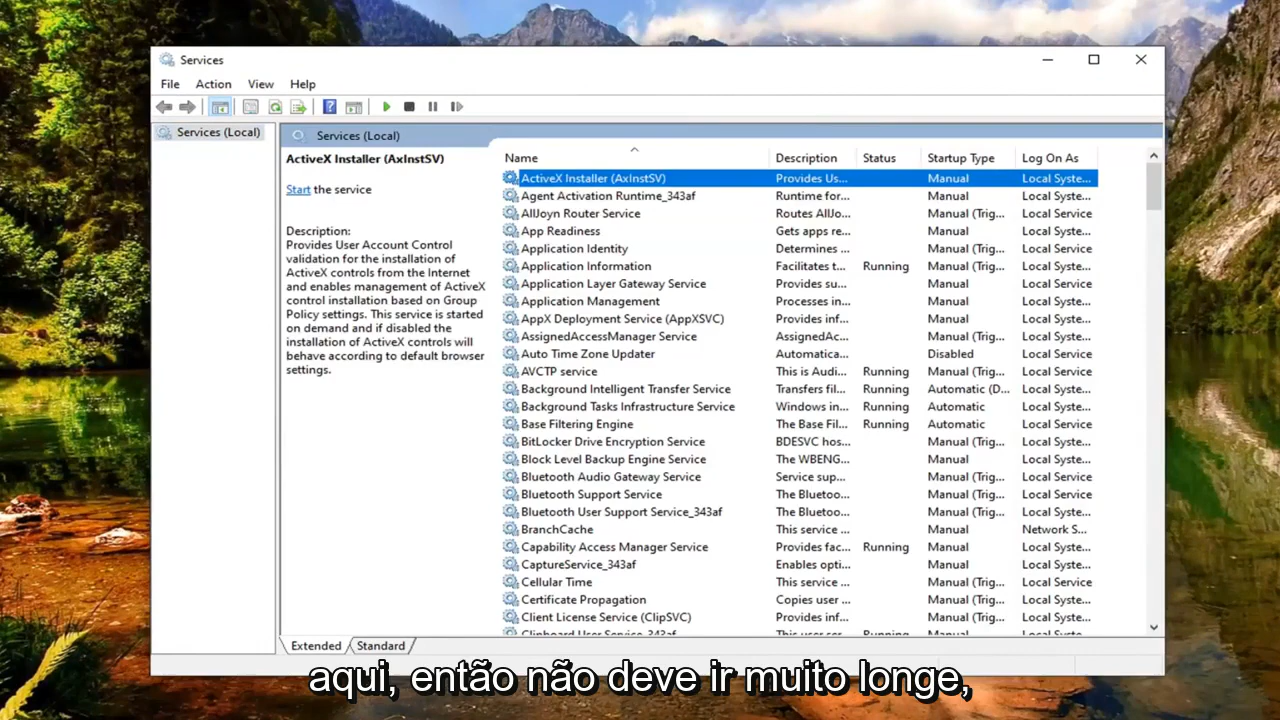 Services
File Action View Help
Services (Local)
Services (Local)
ActiveX Installer (AxInstSV)
Start the service
Description:
Provides User Account Control
validation for the installation of
ActiveX controls from the Internet
and enables management of ActiveX
control installation based on Group
Policy settings. This service is started
on demand and if disabled the
installation of ActiveX controls will
behave according to default browser
settings.
Name Description Status Startup Type Log On As
ActiveX Installer (AxInstSV) Provides Us... Manual Local Syste...
Agent Activation Runtime_343af Runtime for... Manual Local Syste...
AllJoyn Router Service Routes AllJo... Manual (Trig... Local Service
App Readiness Gets apps re... Manual Local Syste...
Application Identity Determines ... Manual (Trig... Local Service
Application Information Facilitates t... Running Manual (Trig... Local Syste...
Application Layer Gateway Service Provides su... Manual Local Service
Application Management Processes in... Manual Local Syste...
AppX Deployment Service (AppXSVC) Provides inf... Manual Local Syste...
AssignedAccessManager Service AssignedAc... Manual (Trig... Local Syste...
Auto Time Zone Updater Automatica... Disabled Local Service
AVCTP service This is Audi... Running Manual (Trig... Local Service
Background Intelligent Transfer Service Transfers fil... Running Automatic (D... Local Syste...
Background Tasks Infrastructure Service Windows in... Running Automatic Local Syste...
Base Filtering Engine The Base Fil... Running Automatic Local Service
BitLocker Drive Encryption Service BDESVC hos... Manual (Trig... Local Syste...
Block Level Backup Engine Service The WBENG... Manual Local Syste...
Bluetooth Audio Gateway Service Service sup... Manual (Trig... Local Service
Bluetooth Support Service The Bluetoo... Manual (Trig... Local Service
Bluetooth User Support Service_343af The Bluetoo... Manual (Trig... Local Syste...
BranchCache This service ... Manual Network S...
Capability Access Manager Service Provides fac... Running Manual Local Syste...
CaptureService_343af Enables opti... Manual Local Syste...
Cellular Time This service ... Manual (Trig... Local Service
Certificate Propagation Copies user ... Manual (Trig... Local Syste...
Client License Service (ClipSVC) Provides inf... Manual (Trig... Local Syste...
Clipboard User Service_343af This user ser... Running Manual Local Syste...
Extended Standard
aqui, então não deve ir muito longe,